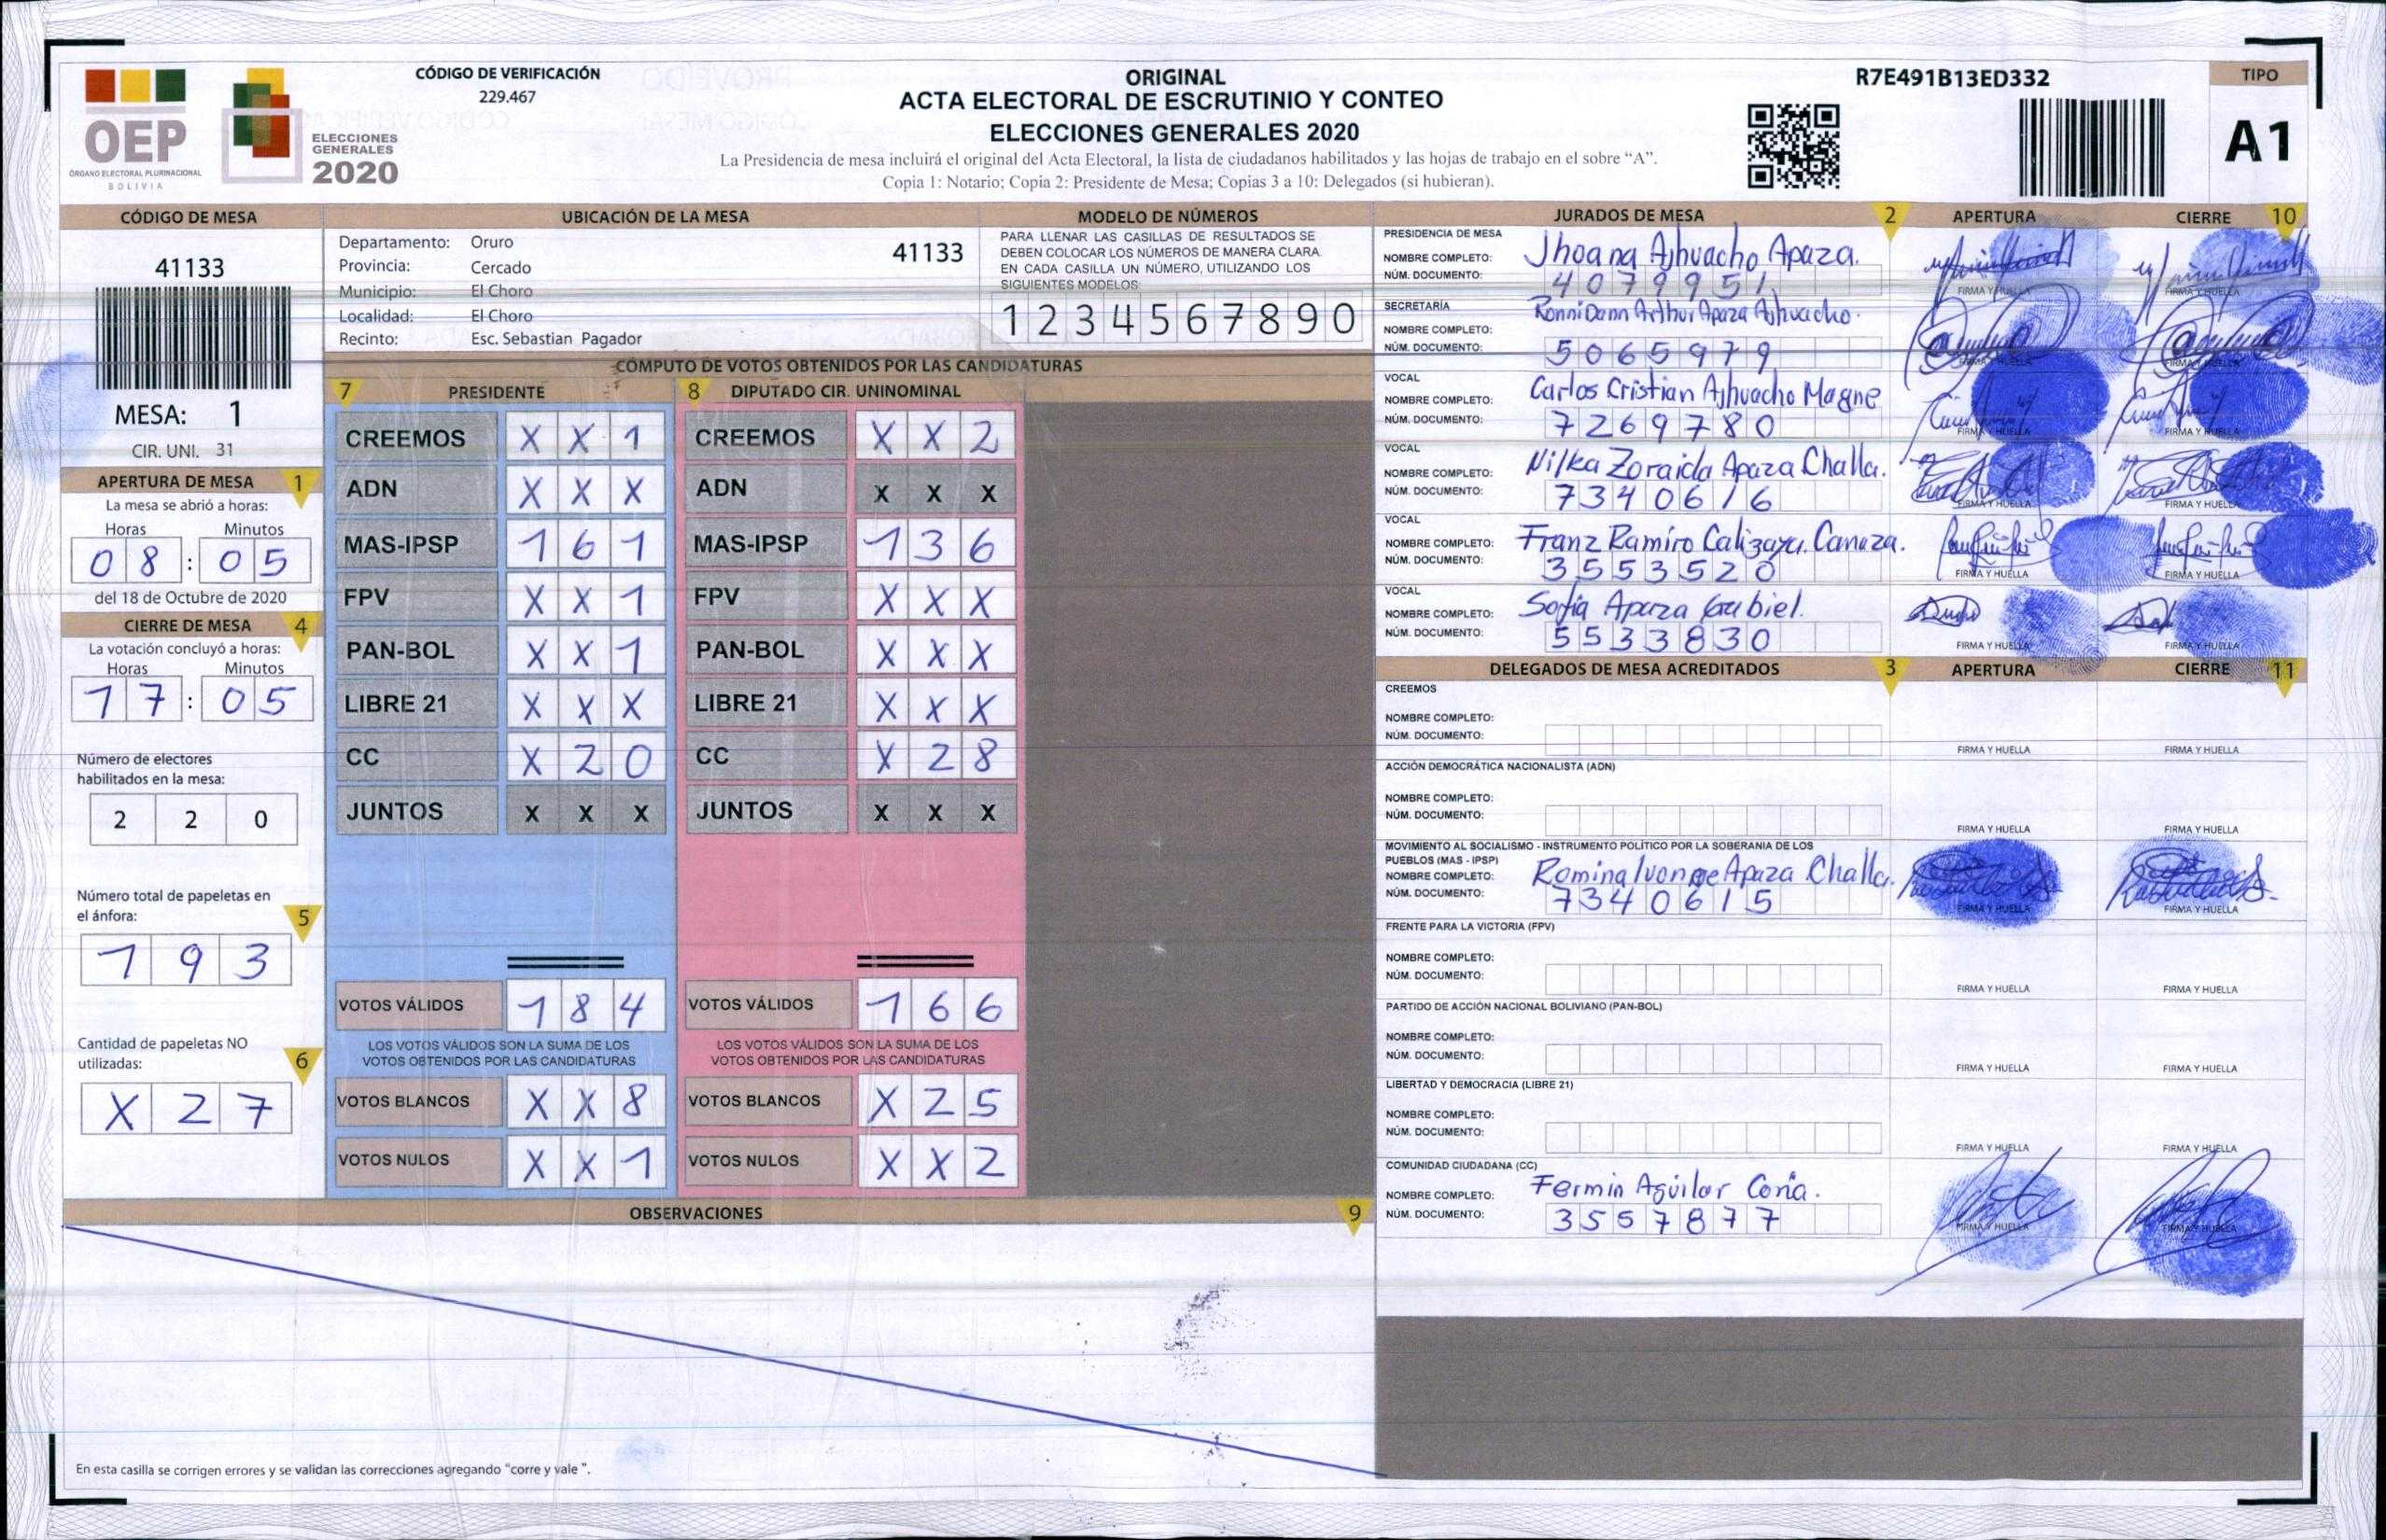 CÓDIGO DE VERIFICACIÓN
229.467
OEP
ÓRGANO ELECTORAL PLURINACIONAL
BOLIVIA
ELECCIONES
GENERALES
2020
ORIGINAL
ACTA ELECTORAL DE ESCRUTINIO Y CONTEO
ELECCIONES GENERALES 2020
La Presidencia de mesa incluirá el original del Acta Electoral, la lista de ciudadanos habilitados y las hojas de trabajo en el sobre “A”.
Copia 1: Notario; Copia 2: Presidente de Mesa; Copias 3 a 10: Delegados (si hubieran).
R7E491B13ED332
TIPO
A1
CÓDIGO DE MESA
41133
MESA: 1
CIR. UNI. 31
APERTURA DE MESA 1
La mesa se abrió a horas:
Horas Minutos
08 : 05
del 18 de Octubre de 2020
CIERRE DE MESA 4
La votación concluyó a horas:
Horas Minutos
17 : 05
Número de electores
habilitados en la mesa:
2 2 0
Número total de papeletas en
el ánfora: 5
1 9 3
Cantidad de papeletas NO
utilizadas: 6
X 2 7
UBICACIÓN DE LA MESA
Departamento: Oruro 41133
Provincia: Cercado
Municipio: El Choro
Localidad: El Choro
Recinto: Esc. Sebastian Pagador
MODELO DE NÚMEROS
PARA LLENAR LAS CASILLAS DE RESULTADOS SE
DEBEN COLOCAR LOS NÚMEROS DE MANERA CLARA.
EN CADA CASILLA UN NÚMERO, UTILIZANDO LOS
SIGUIENTES MODELOS:
1 2 3 4 5 6 7 8 9 0
CÓMPUTO DE VOTOS OBTENIDOS POR LAS CANDIDATURAS
7 PRESIDENTE
CREEMOS X X 1
ADN X X X
MAS-IPSP 1 6 1
FPV X X 1
PAN-BOL X X 1
LIBRE 21 X X X
CC X 2 0
JUNTOS X X X
VOTOS VÁLIDOS 1 8 4
LOS VOTOS VÁLIDOS SON LA SUMA DE LOS
VOTOS OBTENIDOS POR LAS CANDIDATURAS
VOTOS BLANCOS X X 8
VOTOS NULOS X X 1
8 DIPUTADO CIR. UNINOMINAL
CREEMOS X X 2
ADN X X X
MAS-IPSP 1 3 6
FPV X X X
PAN-BOL X X X
LIBRE 21 X X X
CC X 2 8
JUNTOS X X X
VOTOS VÁLIDOS 1 6 6
LOS VOTOS VÁLIDOS SON LA SUMA DE LOS
VOTOS OBTENIDOS POR LAS CANDIDATURAS
VOTOS BLANCOS X 2 5
VOTOS NULOS X X 2
OBSERVACIONES 9
En esta casilla se corrigen errores y se validan las correcciones agregando “corre y vale ”.
JURADOS DE MESA 2 APERTURA CIERRE 10
PRESIDENCIA DE MESA
NOMBRE COMPLETO: Jhoana Ajhuacho Apaza.
NÚM. DOCUMENTO: 4079951
FIRMA Y HUELLA FIRMA Y HUELLA
SECRETARÍA
NOMBRE COMPLETO: Ronni Dann Arthur Apaza Ajhuacho.
NÚM. DOCUMENTO: 5065979
FIRMA Y HUELLA FIRMA Y HUELLA
VOCAL
NOMBRE COMPLETO: Carlos Cristian Ajhuacho Magne
NÚM. DOCUMENTO: 7269780
FIRMA Y HUELLA FIRMA Y HUELLA
VOCAL
NOMBRE COMPLETO: Nilka Zoraida Apaza Challa.
NÚM. DOCUMENTO: 7340616
FIRMA Y HUELLA FIRMA Y HUELLA
VOCAL
NOMBRE COMPLETO: Franz Ramiro Calizaya Canaza.
NÚM. DOCUMENTO: 3553520
FIRMA Y HUELLA FIRMA Y HUELLA
VOCAL
NOMBRE COMPLETO: Sofia Apaza Grabiel.
NÚM. DOCUMENTO: 5533830
FIRMA Y HUELLA FIRMA Y HUELLA
DELEGADOS DE MESA ACREDITADOS 3 APERTURA CIERRE 11
CREEMOS
NOMBRE COMPLETO:
NÚM. DOCUMENTO:
FIRMA Y HUELLA FIRMA Y HUELLA
ACCIÓN DEMOCRÁTICA NACIONALISTA (ADN)
NOMBRE COMPLETO:
NÚM. DOCUMENTO:
FIRMA Y HUELLA FIRMA Y HUELLA
MOVIMIENTO AL SOCIALISMO - INSTRUMENTO POLÍTICO POR LA SOBERANIA DE LOS
PUEBLOS (MAS - IPSP)
NOMBRE COMPLETO: Romina Ivonne Apaza Challa.
NÚM. DOCUMENTO: 7340615
FIRMA Y HUELLA FIRMA Y HUELLA
FRENTE PARA LA VICTORIA (FPV)
NOMBRE COMPLETO:
NÚM. DOCUMENTO:
FIRMA Y HUELLA FIRMA Y HUELLA
PARTIDO DE ACCIÓN NACIONAL BOLIVIANO (PAN-BOL)
NOMBRE COMPLETO:
NÚM. DOCUMENTO:
FIRMA Y HUELLA FIRMA Y HUELLA
LIBERTAD Y DEMOCRACIA (LIBRE 21)
NOMBRE COMPLETO:
NÚM. DOCUMENTO:
FIRMA Y HUELLA FIRMA Y HUELLA
COMUNIDAD CIUDADANA (CC)
NOMBRE COMPLETO: Fermin Aguilar Coria.
NÚM. DOCUMENTO: 3557877
FIRMA Y HUELLA FIRMA Y HUELLA